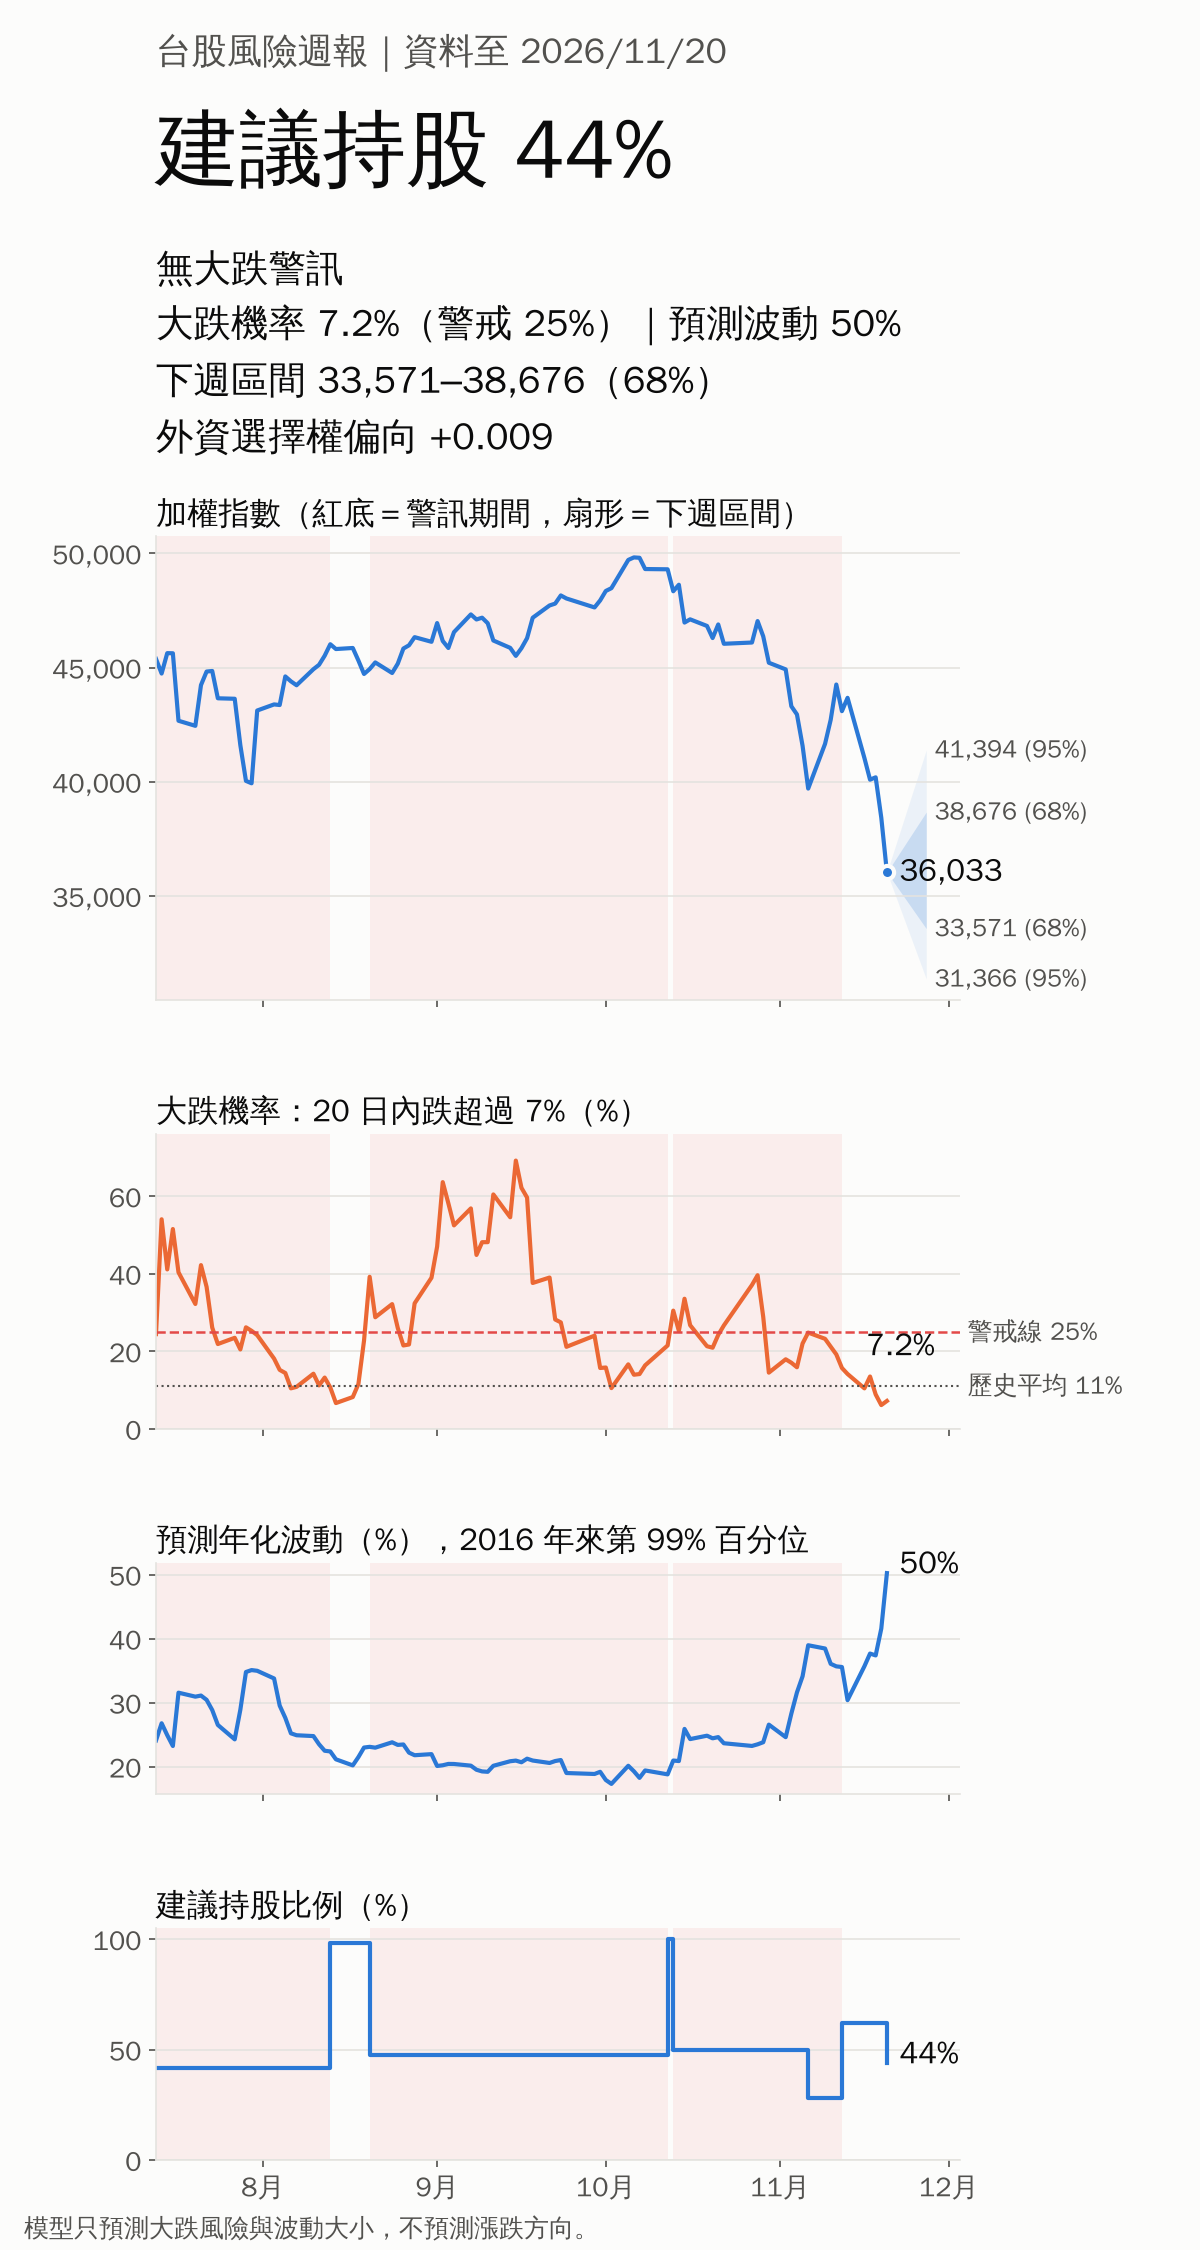 台股風險週報｜資料至 2026/11/20
建議持股 44%
無大跌警訊
大跌機率 7.2%（警戒 25%）｜預測波動 50%
下週區間 33,571–38,676（68%）
外資選擇權偏向 +0.009
加權指數（紅底＝警訊期間，扇形＝下週區間）
50,000
45,000
40,000
35,000
41,394 (95%)
38,676 (68%)
36,033
33,571 (68%)
31,366 (95%)
大跌機率：20 日內跌超過 7%（%）
60
40
20
0
警戒線 25%
7.2%
歷史平均 11%
預測年化波動（%），2016 年來第 99% 百分位
50
40
30
20
50%
建議持股比例（%）
100
50
0
44%
8月
9月
10月
11月
12月
模型只預測大跌風險與波動大小，不預測漲跌方向。